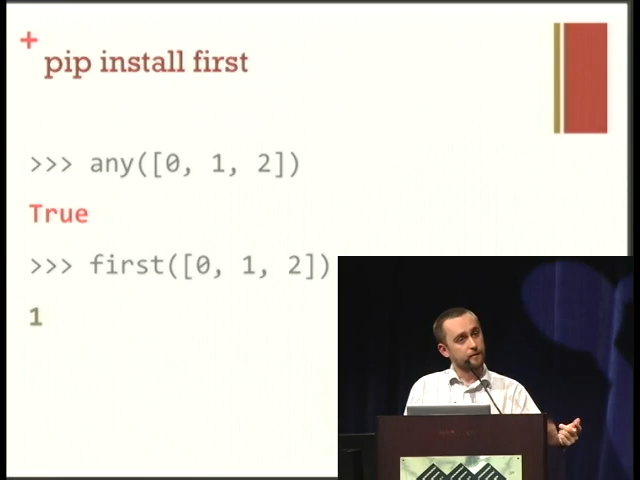 +
pip install first
>>> any([0, 1, 2])
True
>>> first([0, 1, 2])
1